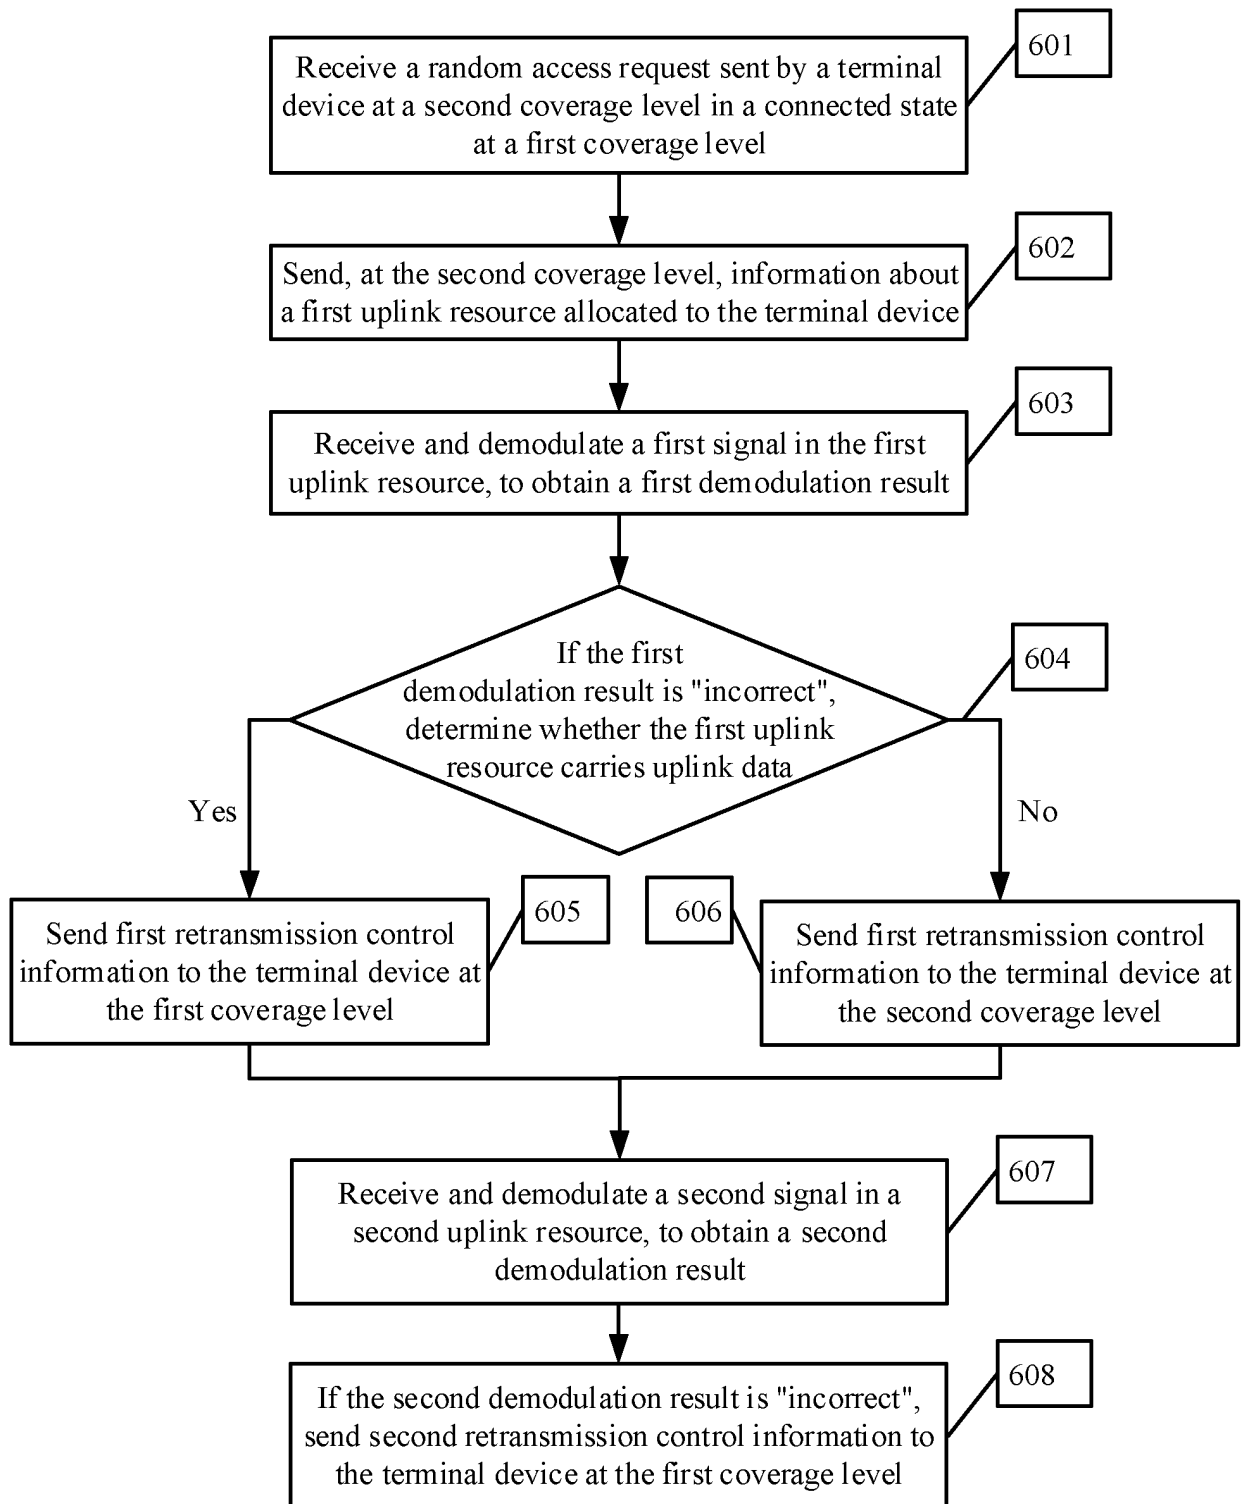 601
Receive a random access request sent by a terminal
device at a second coverage level in a connected state
at a first coverage level
602
Send, at the second coverage level, information about
a first uplink resource allocated to the terminal device
603
Receive and demodulate a first signal in the first
uplink resource, to obtain a first demodulation result
604
If the first
demodulation result is "incorrect",
determine whether the first uplink
resource carries uplink data
Yes
No
605
Send first retransmission control
information to the terminal device at
the first coverage level
606
Send first retransmission control
information to the terminal device at
the second coverage level
607
Receive and demodulate a second signal in a
second uplink resource, to obtain a second
demodulation result
608
If the second demodulation result is "incorrect",
send second retransmission control information to
the terminal device at the first coverage level